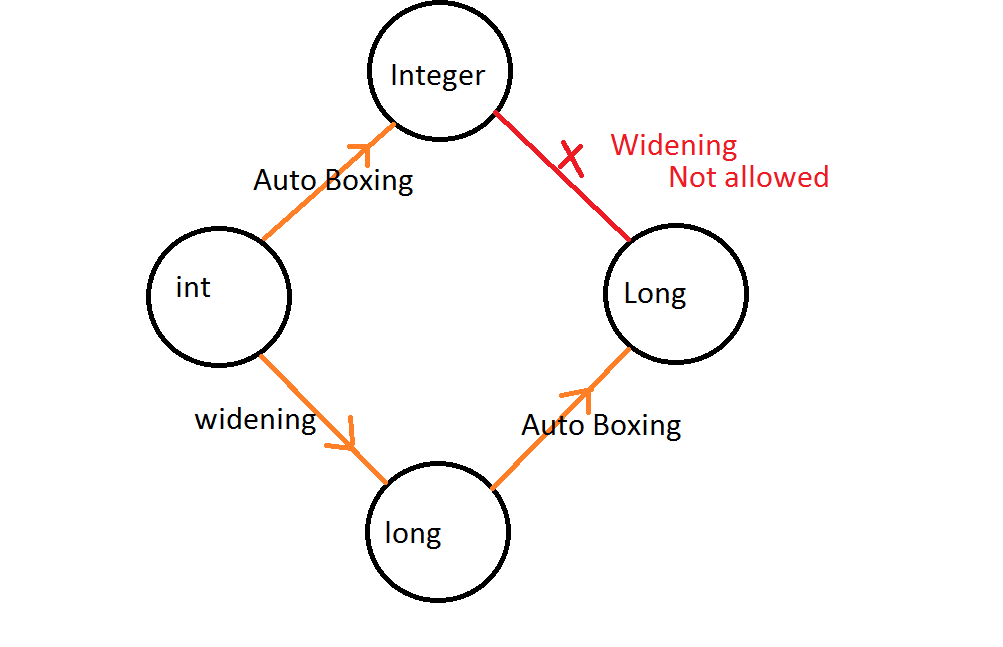 Integer
Widening
Not allowed
Auto Boxing
int
Long
widening
Auto Boxing
long